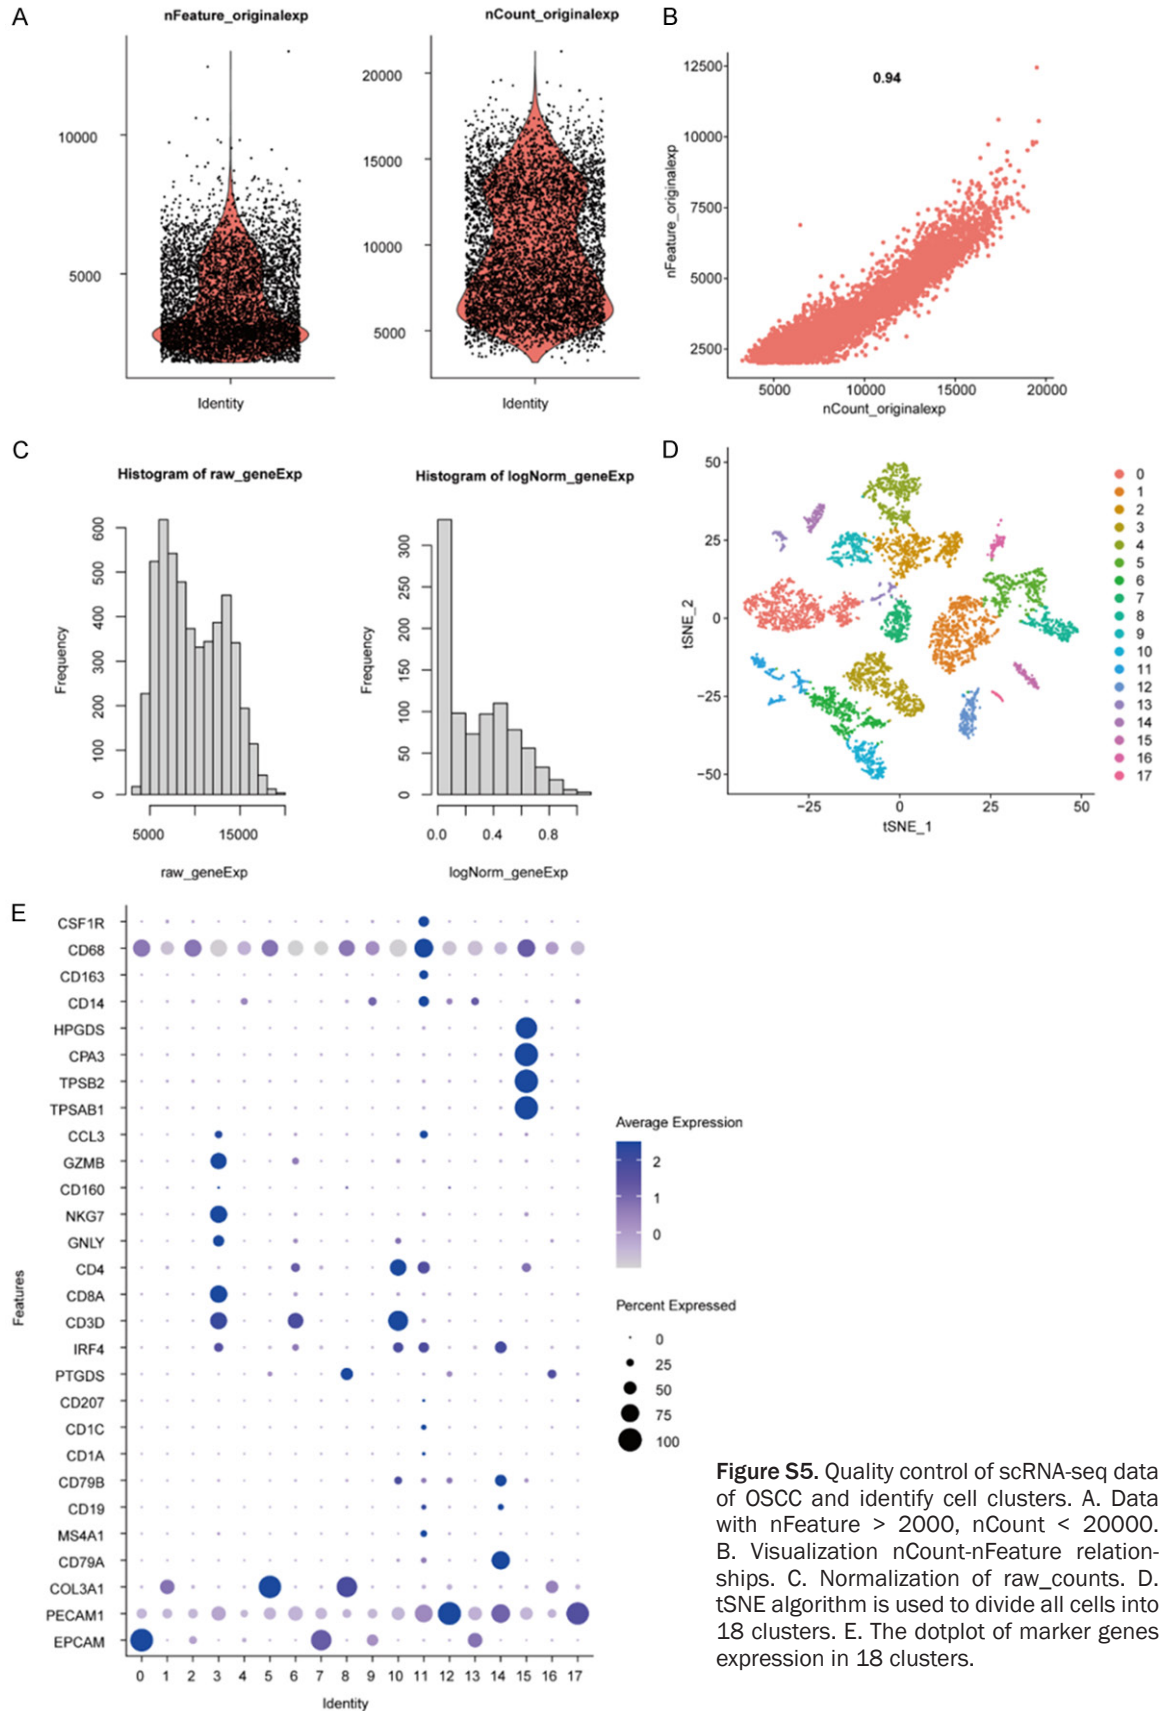 A
nFeature_originalexp
10000
5000
Identity
nCount_originalexp
20000
15000
10000
5000
Identity
B
0.94
nFeature_originalexp
12500
10000
7500
5000
2500
5000 10000 15000 20000
nCount_originalexp
C
Histogram of raw_geneExp
Frequency
600
500
400
300
200
100
0
5000 15000
raw_geneExp
Histogram of logNorm_geneExp
Frequency
300
250
200
150
100
50
0
0.0 0.4 0.8
logNorm_geneExp
D
tSNE_2
50
25
0
−25
−50
−25 0 25 50
tSNE_1
0
1
2
3
4
5
6
7
8
9
10
11
12
13
14
15
16
17
E
Features
CSF1R
CD68
CD163
CD14
HPGDS
CPA3
TPSB2
TPSAB1
CCL3
GZMB
CD160
NKG7
GNLY
CD4
CD8A
CD3D
IRF4
PTGDS
CD207
CD1C
CD1A
CD79B
CD19
MS4A1
CD79A
COL3A1
PECAM1
EPCAM
0 1 2 3 4 5 6 7 8 9 10 11 12 13 14 15 16 17
Identity
Average Expression
2
1
0
Percent Expressed
0
25
50
75
100
Figure S5. Quality control of scRNA-seq data
of OSCC and identify cell clusters. A. Data
with nFeature > 2000, nCount < 20000.
B. Visualization nCount-nFeature relation-
ships. C. Normalization of raw_counts. D.
tSNE algorithm is used to divide all cells into
18 clusters. E. The dotplot of marker genes
expression in 18 clusters.